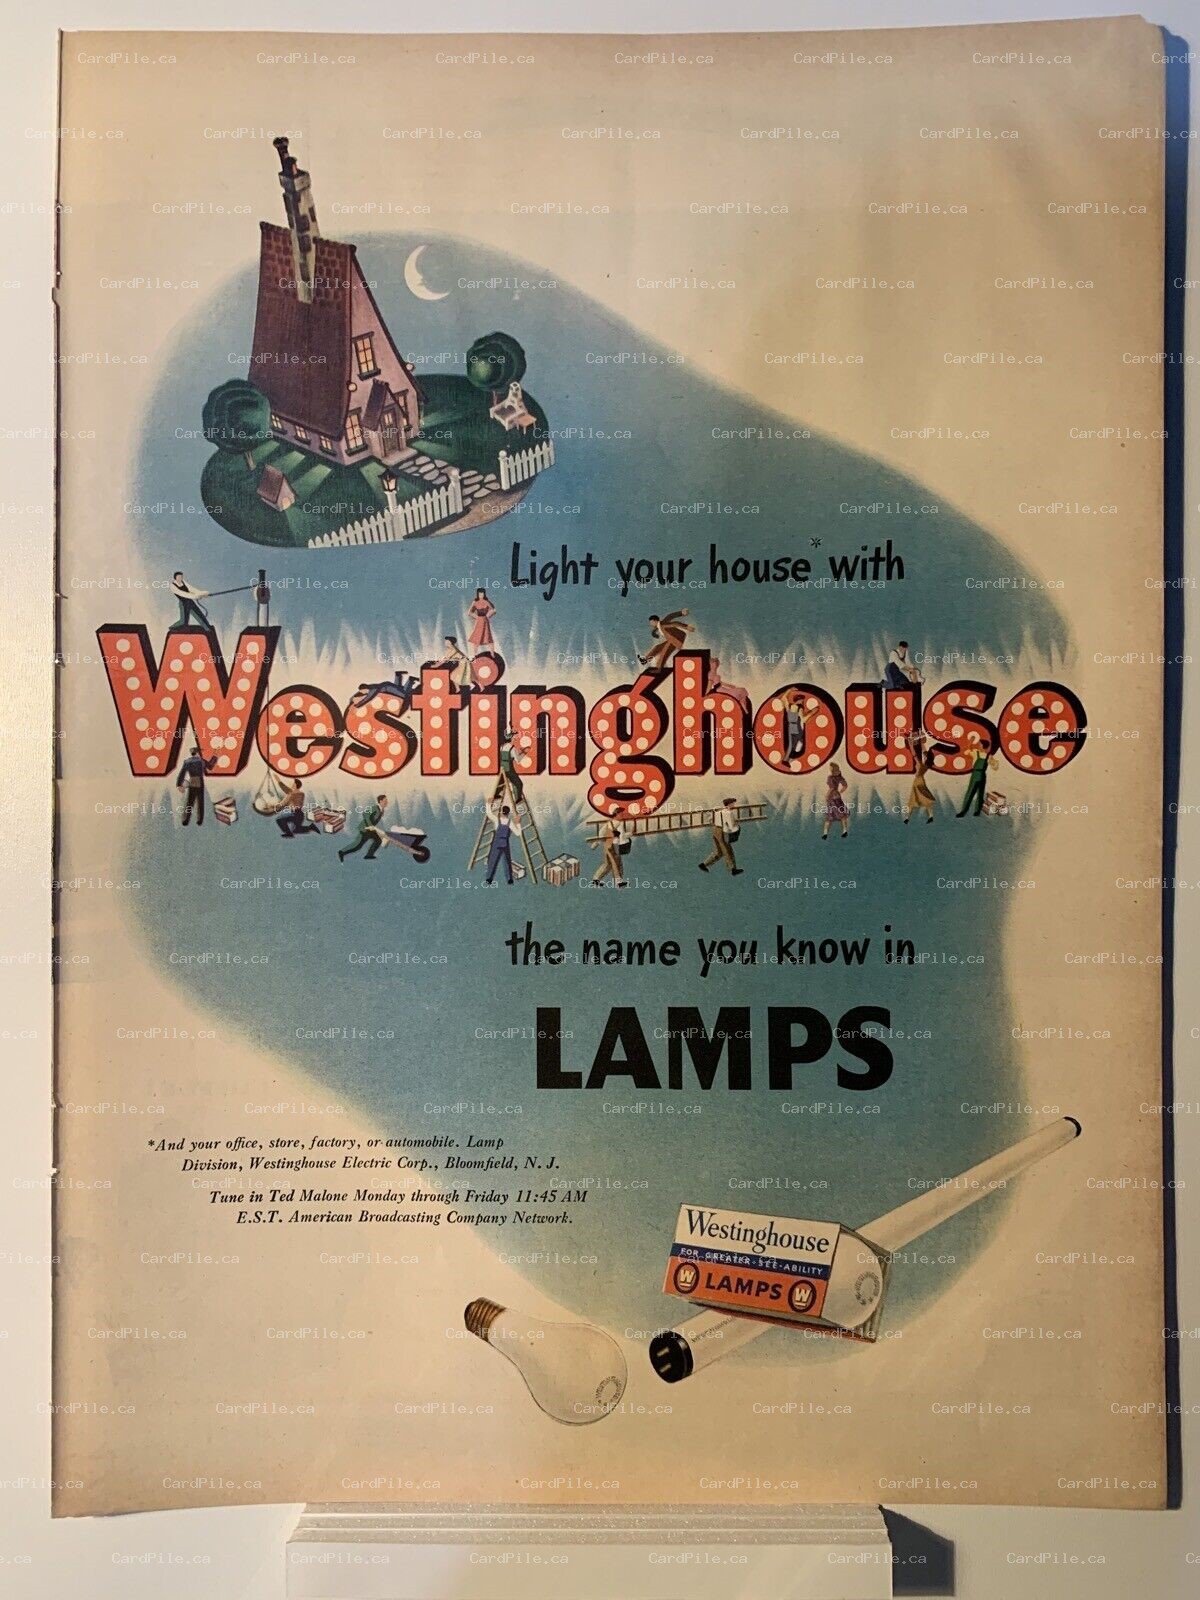 Light your house* with
Westinghouse
the name you know in
LAMPS
*And your office, store, factory, or automobile. Lamp
Division, Westinghouse Electric Corp., Bloomfield, N. J.
Tune in Ted Malone Monday through Friday 11:45 AM
E.S.T. American Broadcasting Company Network.
Westinghouse
FOR GREATER SEE-ABILITY
W LAMPS W
CardPile.ca